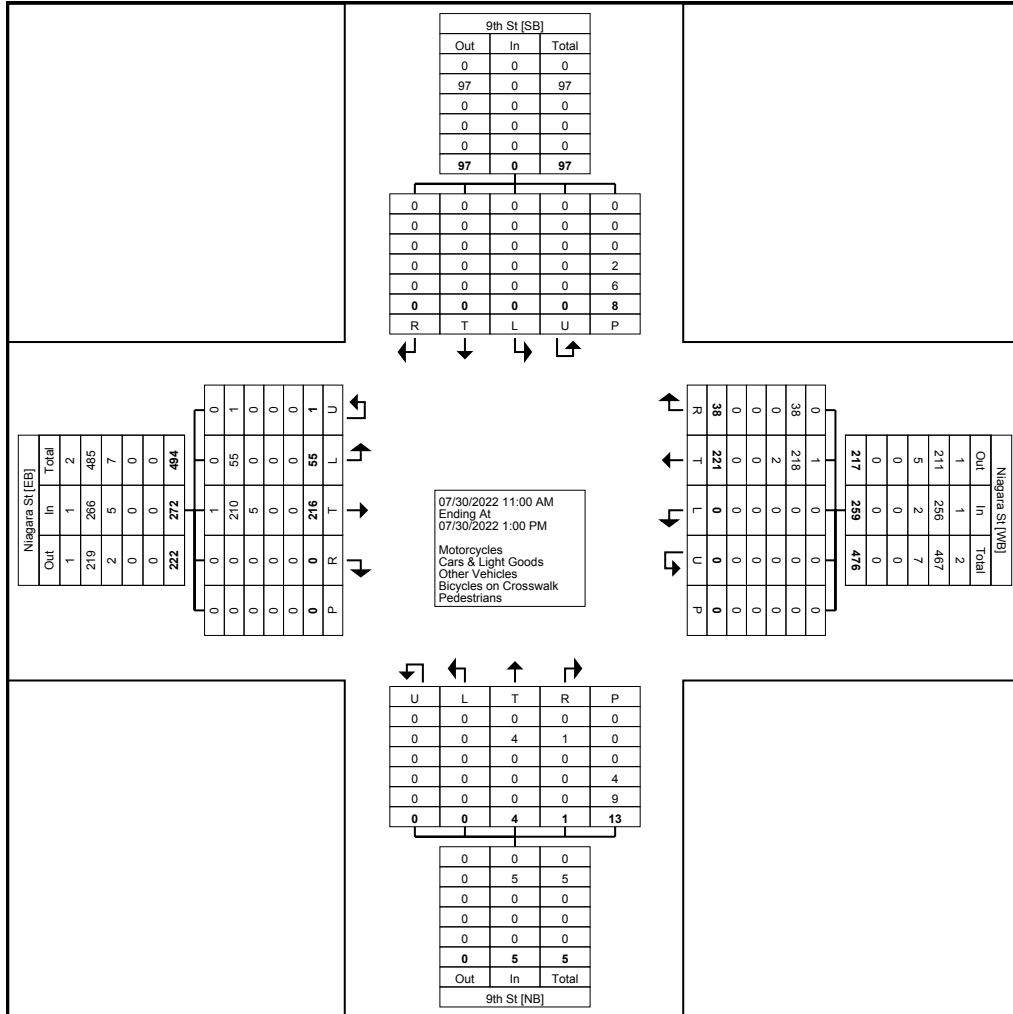 9th St [SB]
Out In Total
0 0 0
97 0 97
0 0 0
0 0 0
0 0 0
97 0 97
0 0 0 0 0
0 0 0 0 0
0 0 0 0 0
0 0 0 0 2
0 0 0 0 6
0 0 0 0 8
R T L U P
Niagara St [EB]
Total 2 485 7 0 0 494
In 1 266 5 0 0 272
Out 1 219 2 0 0 222
0 1 0 0 0 1 U
0 55 0 0 0 55 L
1 210 5 0 0 216 T
0 0 0 0 0 0 R
0 0 0 0 0 0 P
07/30/2022 11:00 AM
Ending At
07/30/2022 1:00 PM
Motorcycles
Cars & Light Goods
Other Vehicles
Bicycles on Crosswalk
Pedestrians
R 38 0 0 0 38 0
T 221 0 0 2 218 1
L 0 0 0 0 0 0
U 0 0 0 0 0 0
P 0 0 0 0 0 0
Niagara St [WB]
217 0 0 5 211 1 Out
259 0 0 2 256 1 In
476 0 0 7 467 2 Total
U L T R P
0 0 0 0 0
0 0 4 1 0
0 0 0 0 0
0 0 0 0 4
0 0 0 0 9
0 0 4 1 13
0 0 0
0 5 5
0 0 0
0 0 0
0 0 0
0 5 5
Out In Total
9th St [NB]